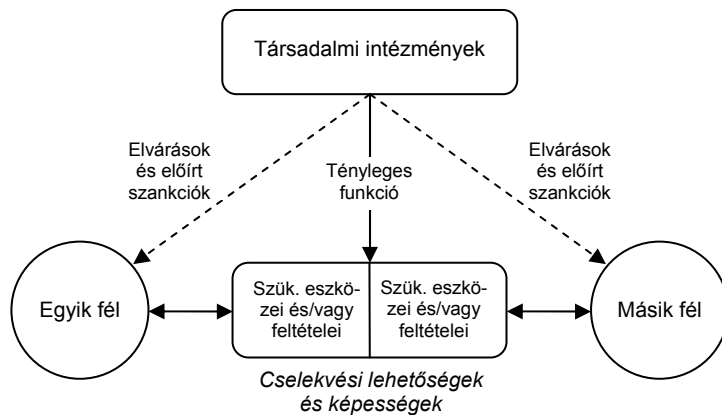 Társadalmi intézmények
Elvárások
és előírt
szankciók
Tényleges
funkció
Elvárások
és előírt
szankciók
Egyik fél
Szük. eszkö-
zei és/vagy
feltételei
Szük. eszkö-
zei és/vagy
feltételei
Másik fél
Cselekvési lehetőségek
és képességek